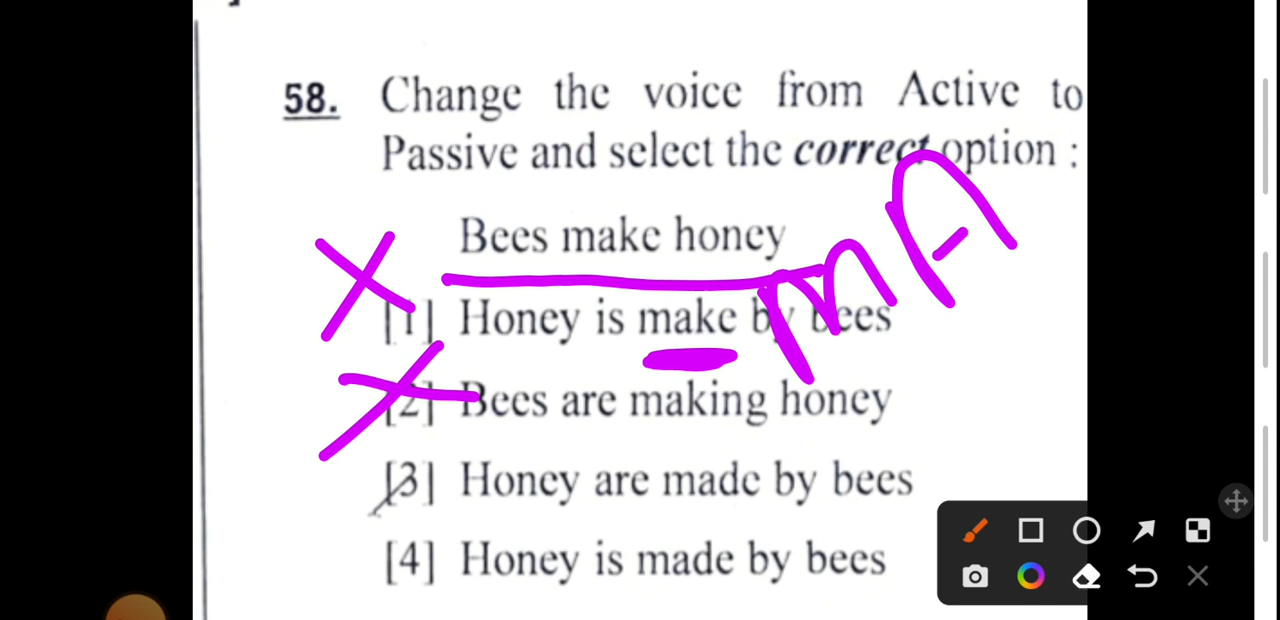 58. Change the voice from Active to
Passive and select the correct option :
Bees make honey
[1] Honey is make by bees
[2] Bees are making honey
[3] Honey are made by bees
[4] Honey is made by bees